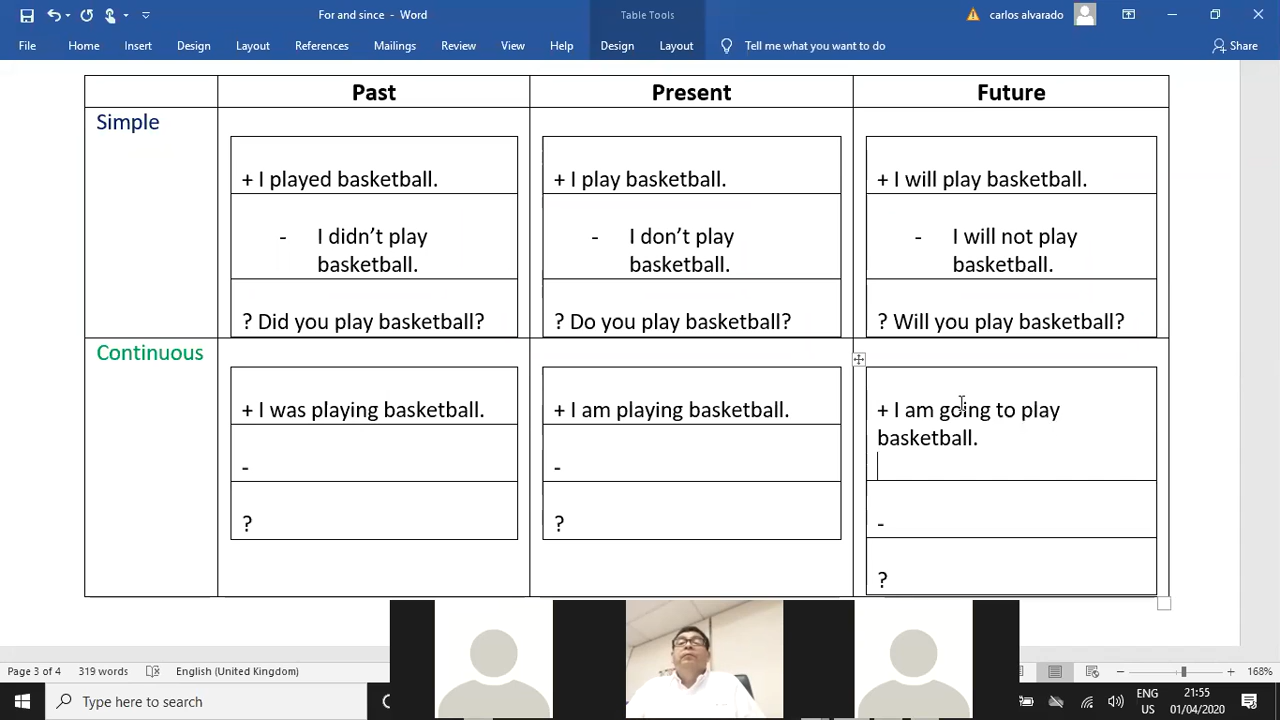 For and since - Word
Table Tools
carlos alvarado
File Home Insert Design Layout References Mailings Review View Help Design Layout Tell me what you want to do Share
Past Present Future
Simple
+ I played basketball.
- I didn’t play
basketball.
? Did you play basketball?
+ I play basketball.
- I don’t play
basketball.
? Do you play basketball?
+ I will play basketball.
- I will not play
basketball.
? Will you play basketball?
Continuous
+ I was playing basketball.
-
?
+ I am playing basketball.
-
?
+ I am going to play
basketball.
-
?
Page 3 of 4 319 words English (United Kingdom) 168%
Type here to search
ENG
US
21:55
01/04/2020